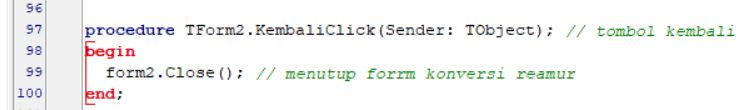 96
97 procedure TForm2.KembaliClick(Sender: TObject); // tombol kembali
98 begin
99 form2.Close(); // menutup forrm konversi reamur
100 end;